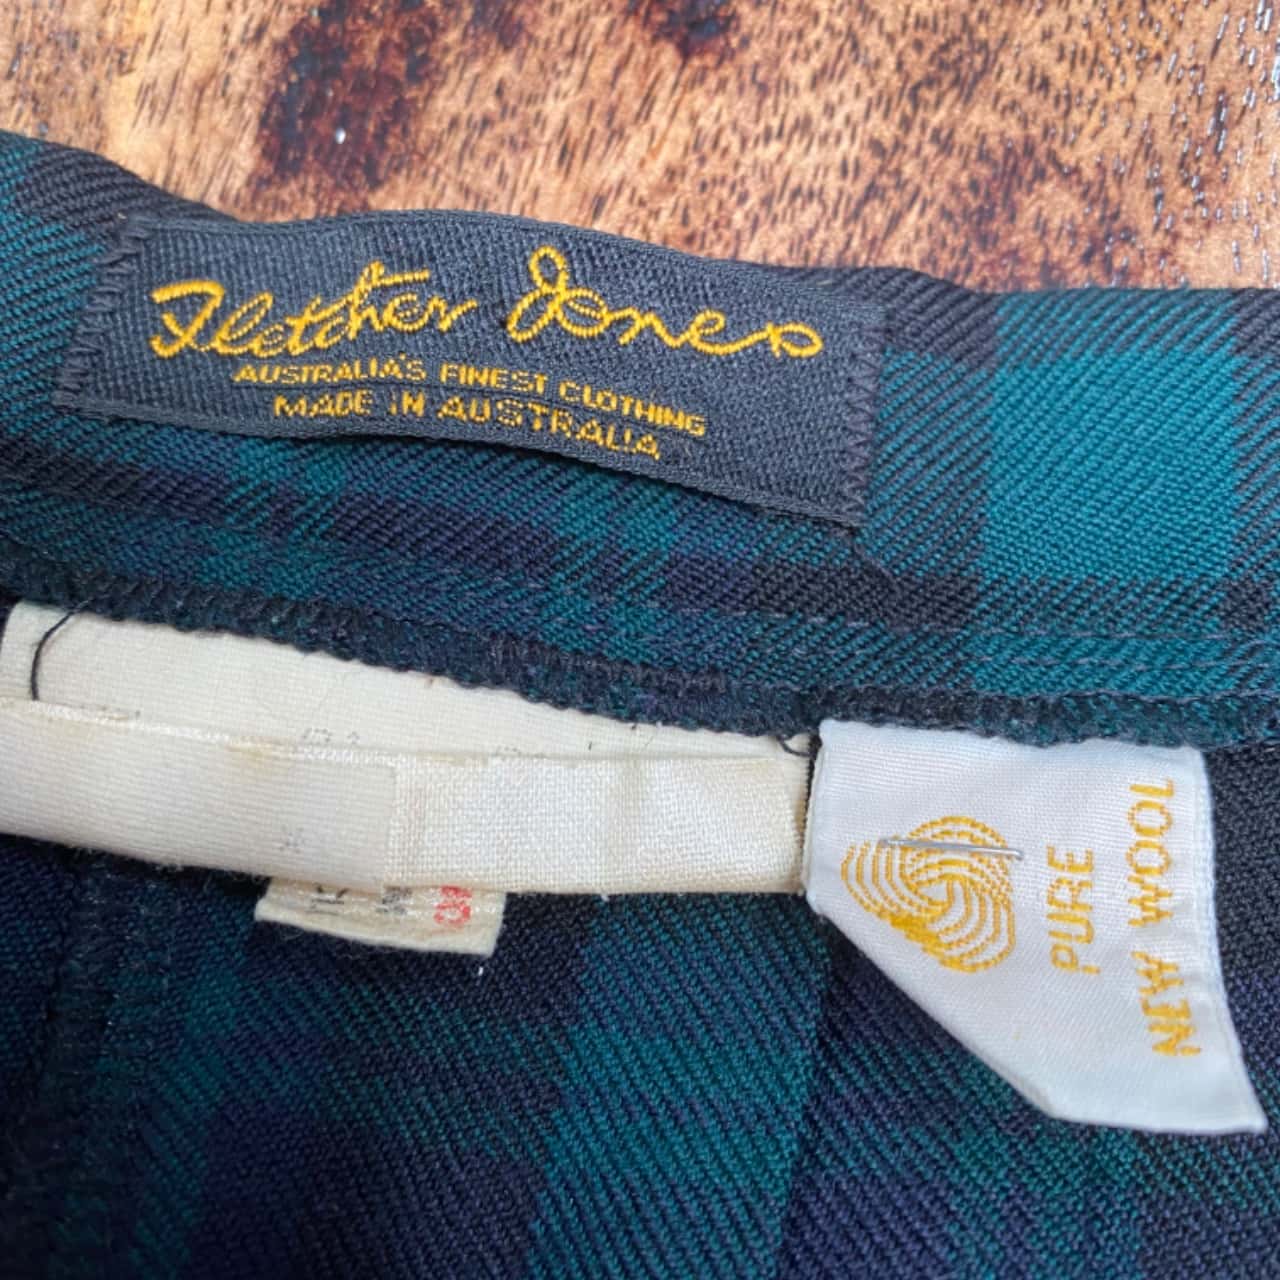 Fletcher Jones
AUSTRALIA'S FINEST CLOTHING
MADE IN AUSTRALIA
PURE
NEW WOOL